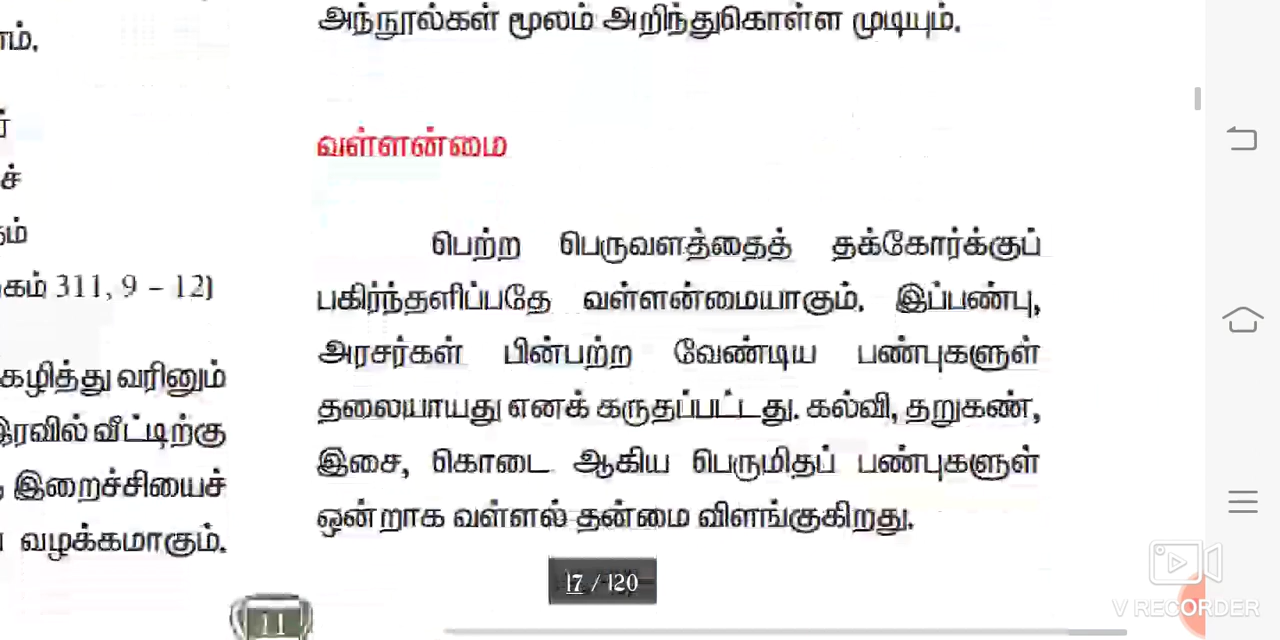 னம்.
ர்
ச்
தம்
கம் 311, 9 – 12)
கழித்து வரினும்
இரவில் வீட்டிற்கு
இறைச்சியைச்
வழக்கமாகும்.
11
அந்நூல்கள் மூலம் அறிந்துகொள்ள முடியும்.
வள்ளன்மை
பெற்ற பெருவளத்தைத் தக்கோர்க்குப்
பகிர்ந்தளிப்பதே வள்ளன்மையாகும். இப்பண்பு,
அரசர்கள் பின்பற்ற வேண்டிய பண்புகளுள்
தலையாயது எனக் கருதப்பட்டது. கல்வி, தறுகண்,
இசை, கொடை ஆகிய பெருமிதப் பண்புகளுள்
ஒன்றாக வள்ளல் தன்மை விளங்குகிறது.
17 / 120
V RECORDER